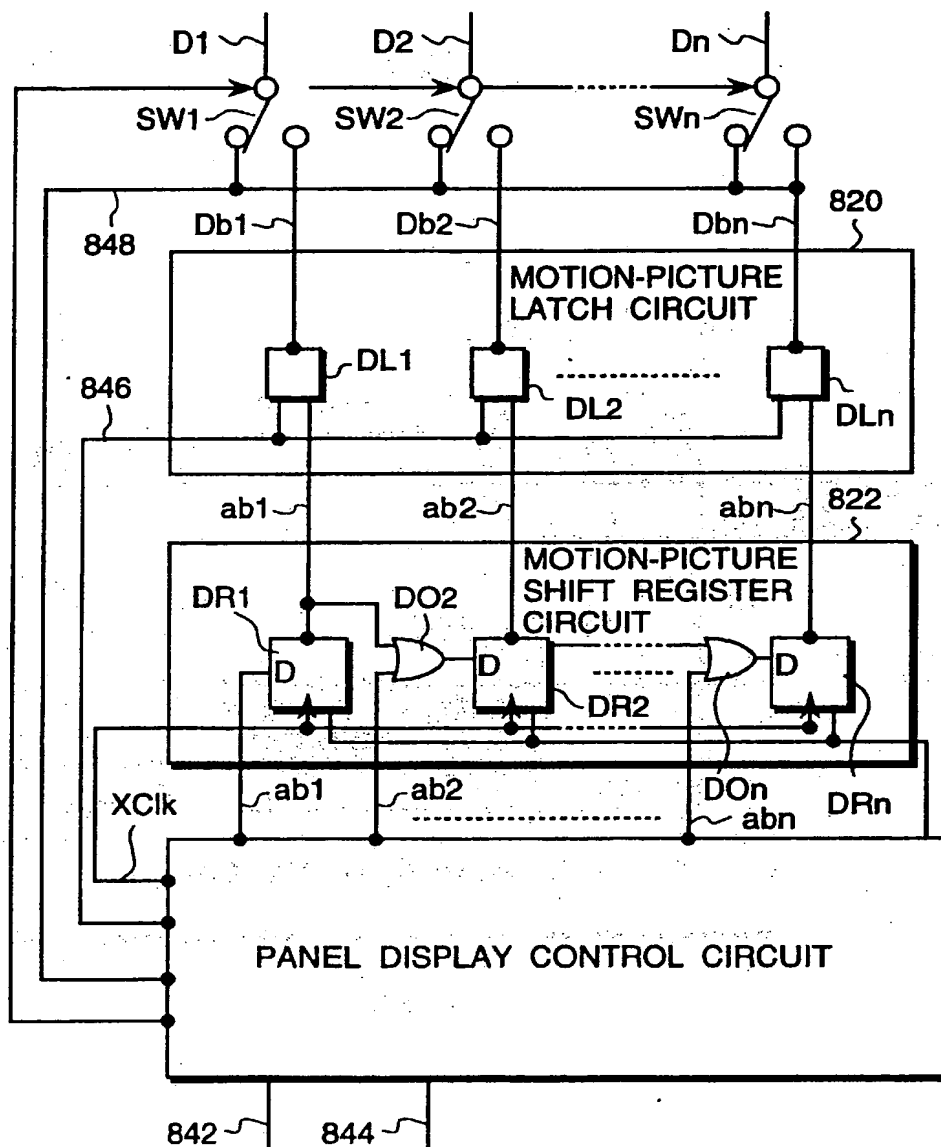 D1 D2 Dn
SW1 SW2 SWn
848 Db1 Db2 Dbn 820
MOTION-PICTURE
LATCH CIRCUIT
DL1
DL2
DLn
846
ab1 ab2 abn 822
MOTION-PICTURE
SHIFT REGISTER
CIRCUIT
DR1 DO2
D D D
DR2
XClk ab1 ab2 abn DOn DRn
PANEL DISPLAY CONTROL CIRCUIT
842 844